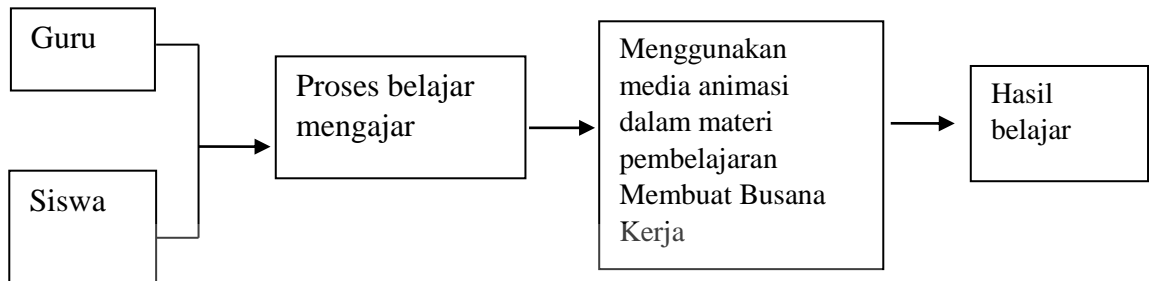 Guru
Siswa
Proses belajar
mengajar
Menggunakan
media animasi
dalam materi
pembelajaran
Membuat Busana
Kerja
Hasil
belajar